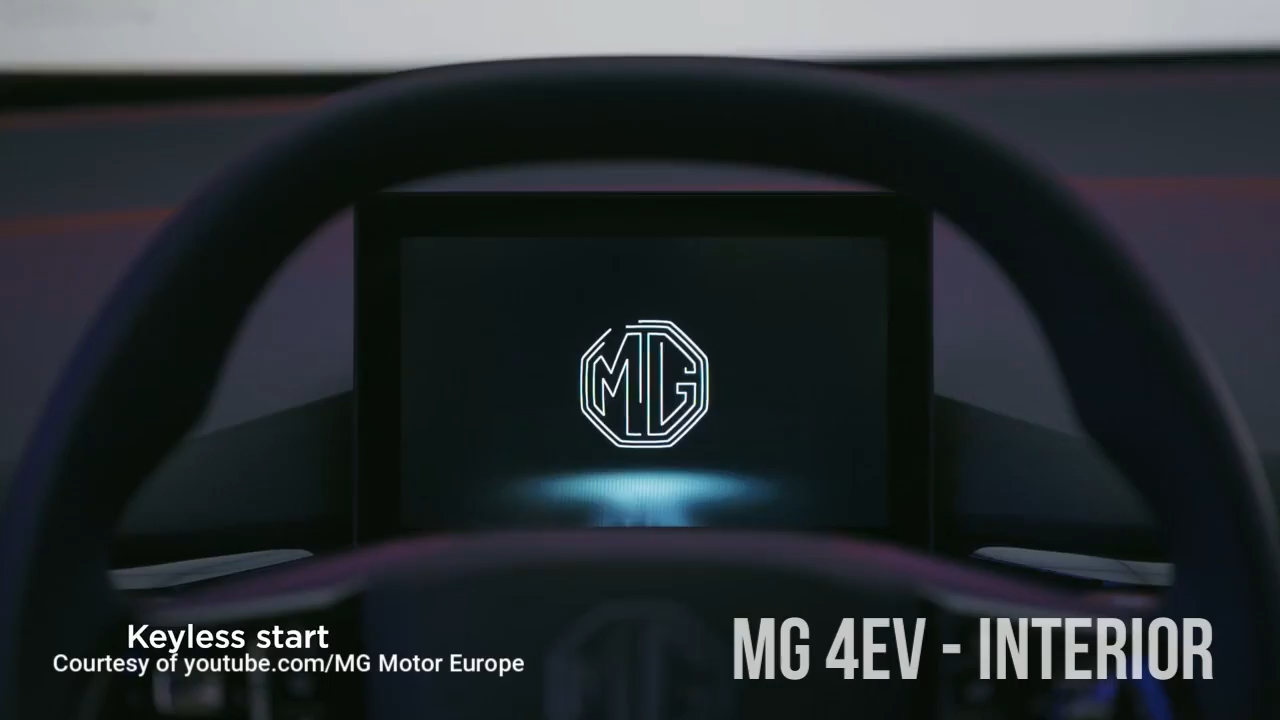 MG
Keyless start
Courtesy of youtube.com/MG Motor Europe
MG 4EV - INTERIOR